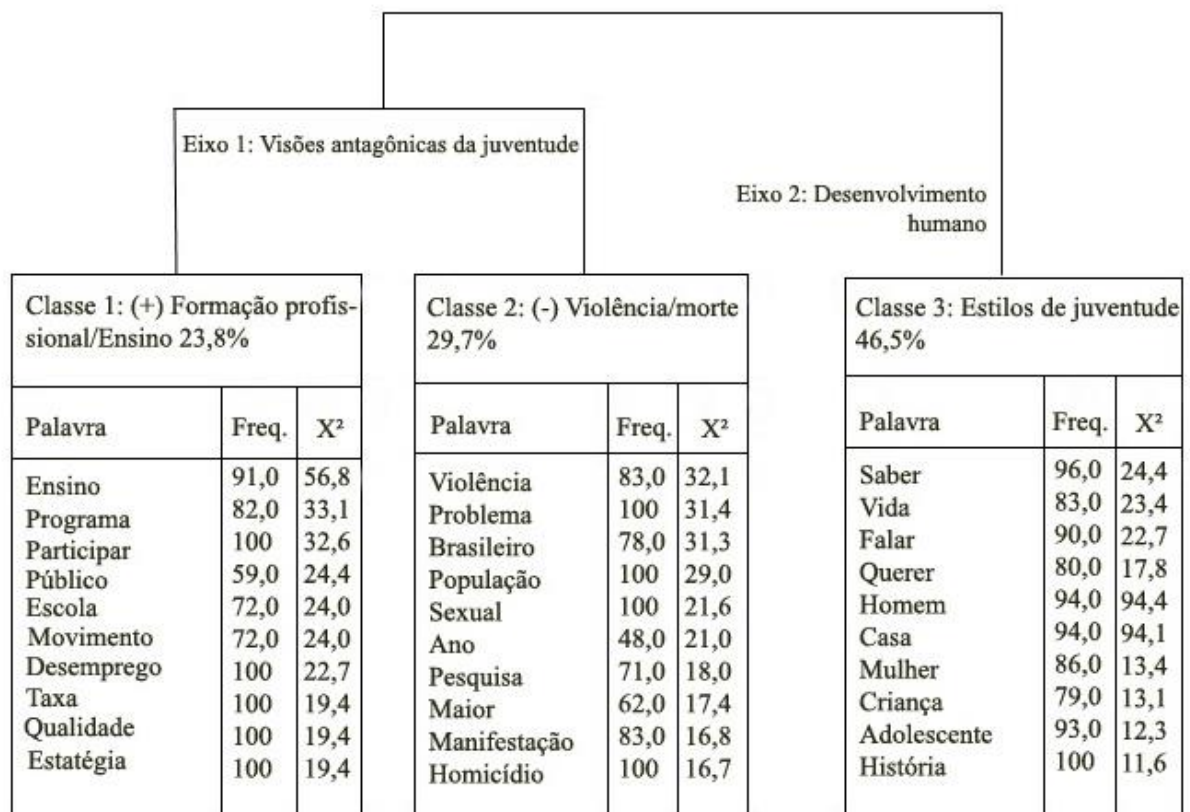 Eixo 1: Visões antagônicas da juventude
Eixo 2: Desenvolvimento
humano
Classe 1: (+) Formação profis-
sional/Ensino 23,8%
Palavra Freq. X²
Ensino 91,0 56,8
Programa 82,0 33,1
Participar 100 32,6
Público 59,0 24,4
Escola 72,0 24,0
Movimento 72,0 24,0
Desemprego 100 22,7
Taxa 100 19,4
Qualidade 100 19,4
Estatégia 100 19,4
Classe 2: (-) Violência/morte
29,7%
Palavra Freq. X²
Violência 83,0 32,1
Problema 100 31,4
Brasileiro 78,0 31,3
População 100 29,0
Sexual 100 21,6
Ano 48,0 21,0
Pesquisa 71,0 18,0
Maior 62,0 17,4
Manifestação 83,0 16,8
Homicídio 100 16,7
Classe 3: Estilos de juventude
46,5%
Palavra Freq. X²
Saber 96,0 24,4
Vida 83,0 23,4
Falar 90,0 22,7
Querer 80,0 17,8
Homem 94,0 94,4
Casa 94,0 94,1
Mulher 86,0 13,4
Criança 79,0 13,1
Adolescente 93,0 12,3
História 100 11,6